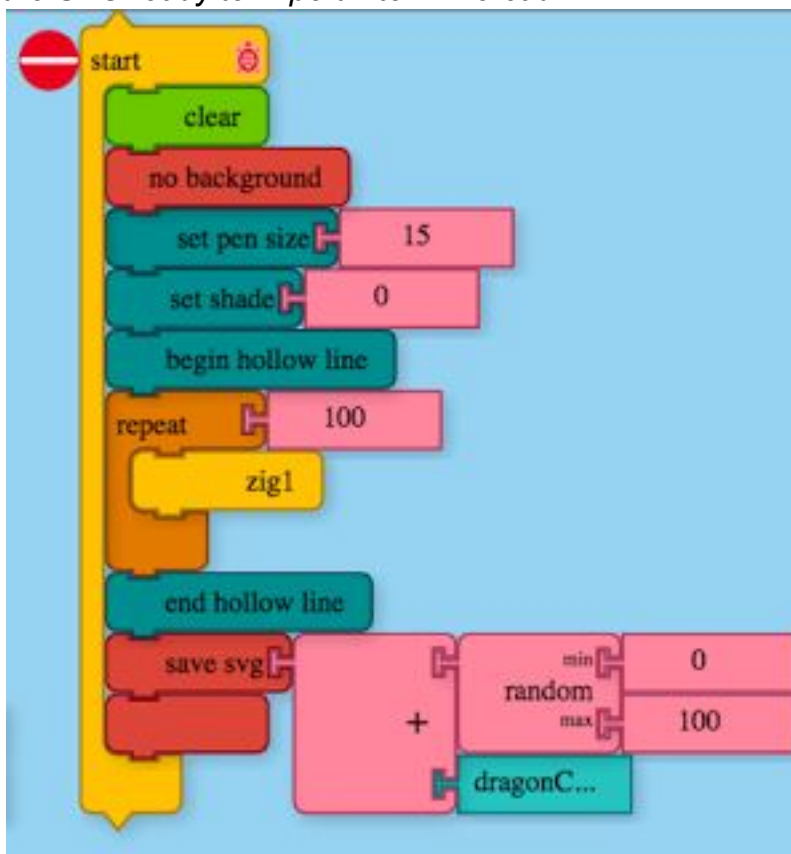 start
clear
no background
set pen size 15
set shade 0
begin hollow line
repeat 100
zig1
end hollow line
save svg min 0
random
+ max 100
dragonC...